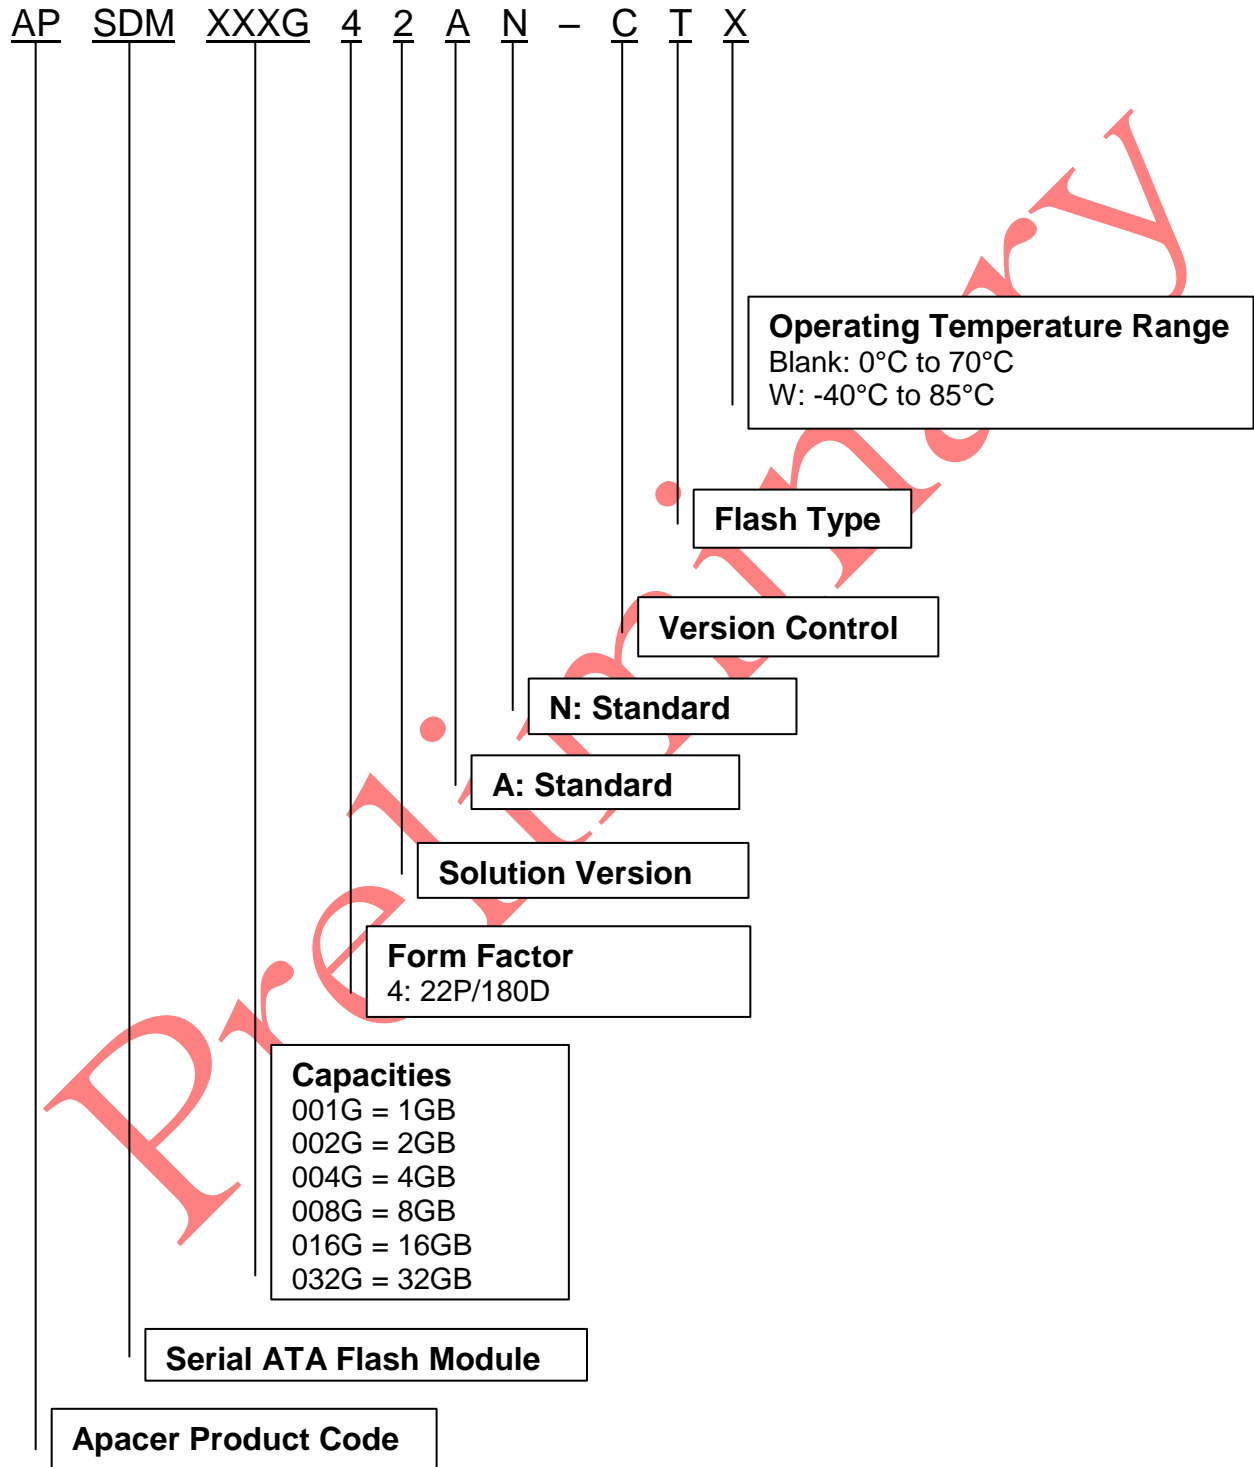 AP SDM XXXG 4 2 A N – C T X
Operating Temperature Range
Blank: 0°C to 70°C
W: -40°C to 85°C
Flash Type
Version Control
N: Standard
A: Standard
Solution Version
Form Factor
4: 22P/180D
Capacities
001G = 1GB
002G = 2GB
004G = 4GB
008G = 8GB
016G = 16GB
032G = 32GB
Serial ATA Flash Module
Apacer Product Code
Preliminary